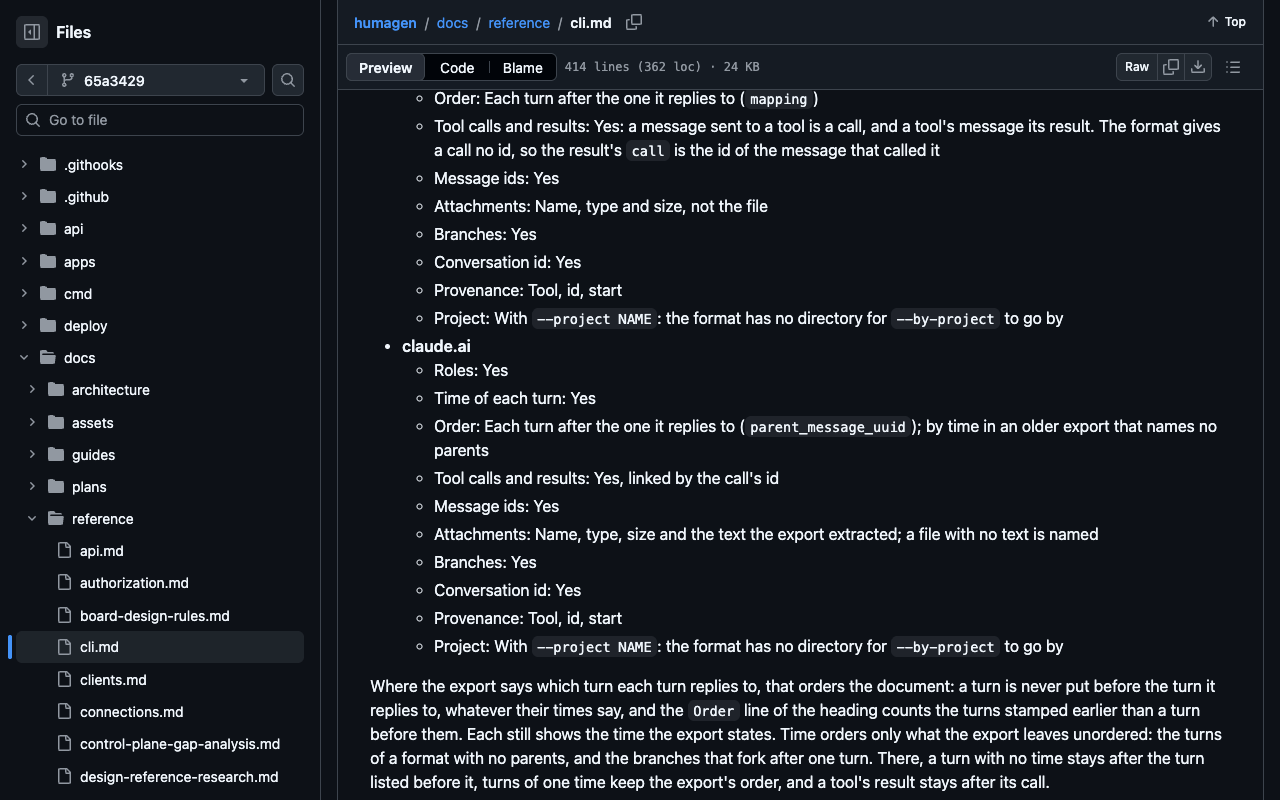 Files
65a3429
Go to file
.githooks
.github
api
apps
cmd
deploy
docs
architecture
assets
guides
plans
reference
api.md
authorization.md
board-design-rules.md
cli.md
clients.md
connections.md
control-plane-gap-analysis.md
design-reference-research.md
humagen / docs / reference / cli.md
Top
Preview Code Blame 414 lines (362 loc) · 24 KB
Raw
Order: Each turn after the one it replies to ( mapping )
Tool calls and results: Yes: a message sent to a tool is a call, and a tool's message its result. The format gives
a call no id, so the result's call is the id of the message that called it
Message ids: Yes
Attachments: Name, type and size, not the file
Branches: Yes
Conversation id: Yes
Provenance: Tool, id, start
Project: With --project NAME : the format has no directory for --by-project to go by
claude.ai
Roles: Yes
Time of each turn: Yes
Order: Each turn after the one it replies to ( parent_message_uuid ); by time in an older export that names no
parents
Tool calls and results: Yes, linked by the call's id
Message ids: Yes
Attachments: Name, type, size and the text the export extracted; a file with no text is named
Branches: Yes
Conversation id: Yes
Provenance: Tool, id, start
Project: With --project NAME : the format has no directory for --by-project to go by
Where the export says which turn each turn replies to, that orders the document: a turn is never put before the turn it
replies to, whatever their times say, and the Order line of the heading counts the turns stamped earlier than a turn
before them. Each still shows the time the export states. Time orders only what the export leaves unordered: the turns
of a format with no parents, and the branches that fork after one turn. There, a turn with no time stays after the turn
listed before it, turns of one time keep the export's order, and a tool's result stays after its call.